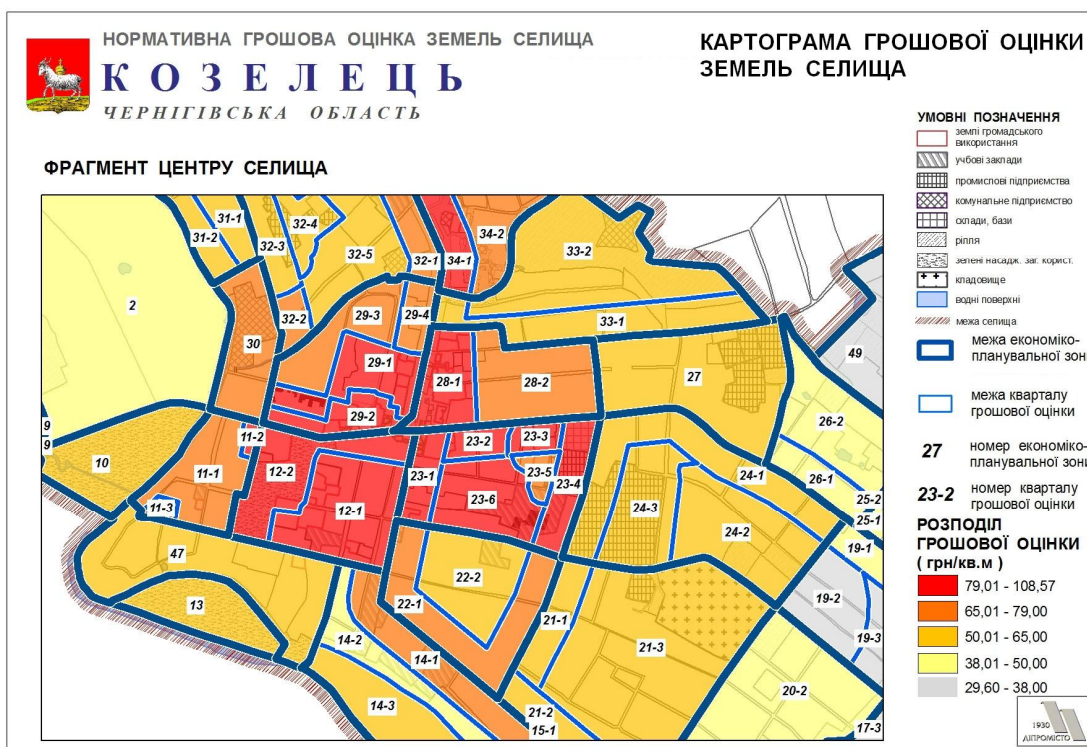 НОРМАТИВНА ГРОШОВА ОЦІНКА ЗЕМЕЛЬ СЕЛИЩА
КОЗЕЛЕЦЬ
ЧЕРНІГІВСЬКА ОБЛАСТЬ
КАРТОГРАМА ГРОШОВОЇ ОЦІНКИ
ЗЕМЕЛЬ СЕЛИЩА
ФРАГМЕНТ ЦЕНТРУ СЕЛИЩА
УМОВНІ ПОЗНАЧЕННЯ
землі громадського
використання
учбові заклади
промислові підприємства
комунальне підприємство
склади, бази
рілля
зелені насадж. заг. корист.
кладовище
водні поверхні
межа селища
межа економіко-
планувальної зони
межа кварталу
грошової оцінки
27 номер економіко-
планувальної зони
23-2 номер кварталу
грошової оцінки
РОЗПОДІЛ
ГРОШОВОЇ ОЦІНКИ
( грн/кв.м )
79,01 - 108,57
65,01 - 79,00
50,01 - 65,00
38,01 - 50,00
29,60 - 38,00
1930
ДІПРОМІСТО
31-1
32-4
31-2
32-3
32-5
32-1
34-1
34-2
33-2
2
32-2
29-3
29-4
33-1
30
29-1
28-1
28-2
27
49
29-2
26-2
9
9
10
11-2
11-1
12-2
23-2
23-3
23-1
23-5
23-4
24-1
26-1
25-2
25-1
11-3
12-1
23-6
24-3
24-2
19-1
47
22-2
13
22-1
21-1
19-2
14-2
14-1
21-3
19-3
14-3
21-2
15-1
20-2
17-3